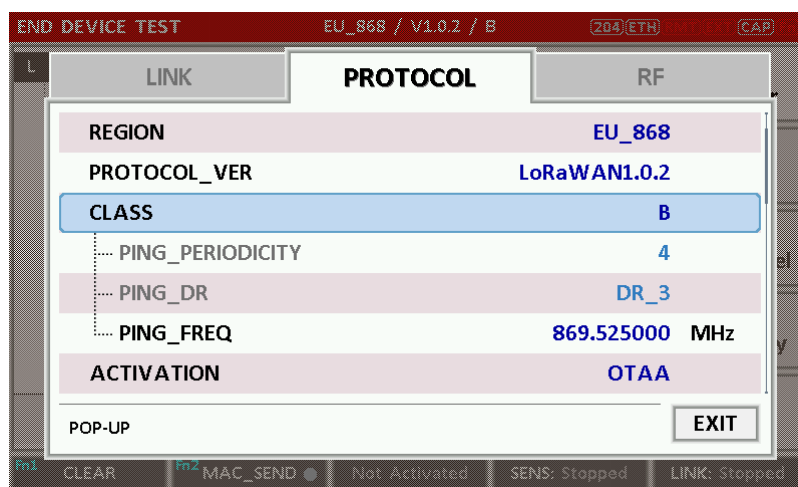 END DEVICE TEST EU_868 / V1.0.2 / B (204)(ETH) (CAP)
L
LINK PROTOCOL RF
REGION EU_868
PROTOCOL_VER LoRaWAN1.0.2
CLASS B
PING_PERIODICITY 4
PING_DR DR_3
PING_FREQ 869.525000 MHz
ACTIVATION OTAA
POP-UP EXIT
Fn1 CLEAR Fn2 MAC_SEND Not Activated SENS: Stopped LINK: Stopped